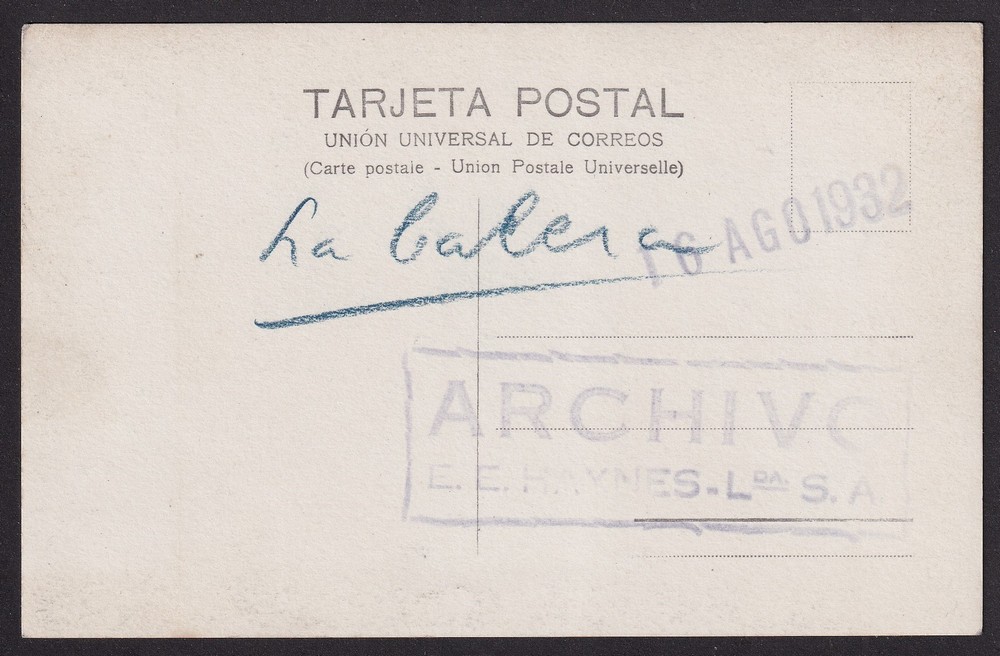 TARJETA POSTAL
UNIÓN UNIVERSAL DE CORREOS
(Carte postale - Union Postale Universelle)
La Calera
16 AGO 1932
ARCHIVO
E. E. HAYNES - LDA. S. A